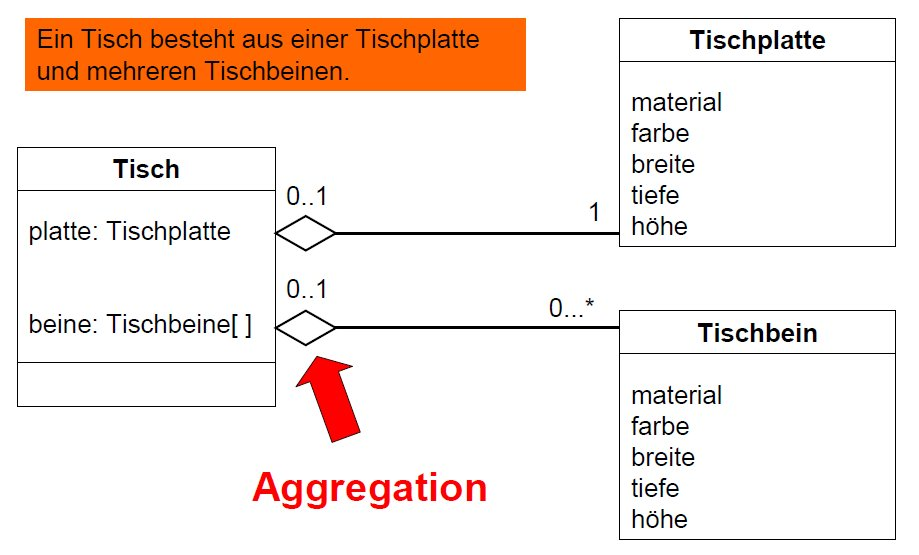 Ein Tisch besteht aus einer Tischplatte
und mehreren Tischbeinen.
Tisch
platte: Tischplatte
beine: Tischbeine[ ]
0..1
1
0..1
0...*
Tischplatte
material
farbe
breite
tiefe
höhe
Tischbein
material
farbe
breite
tiefe
höhe
Aggregation